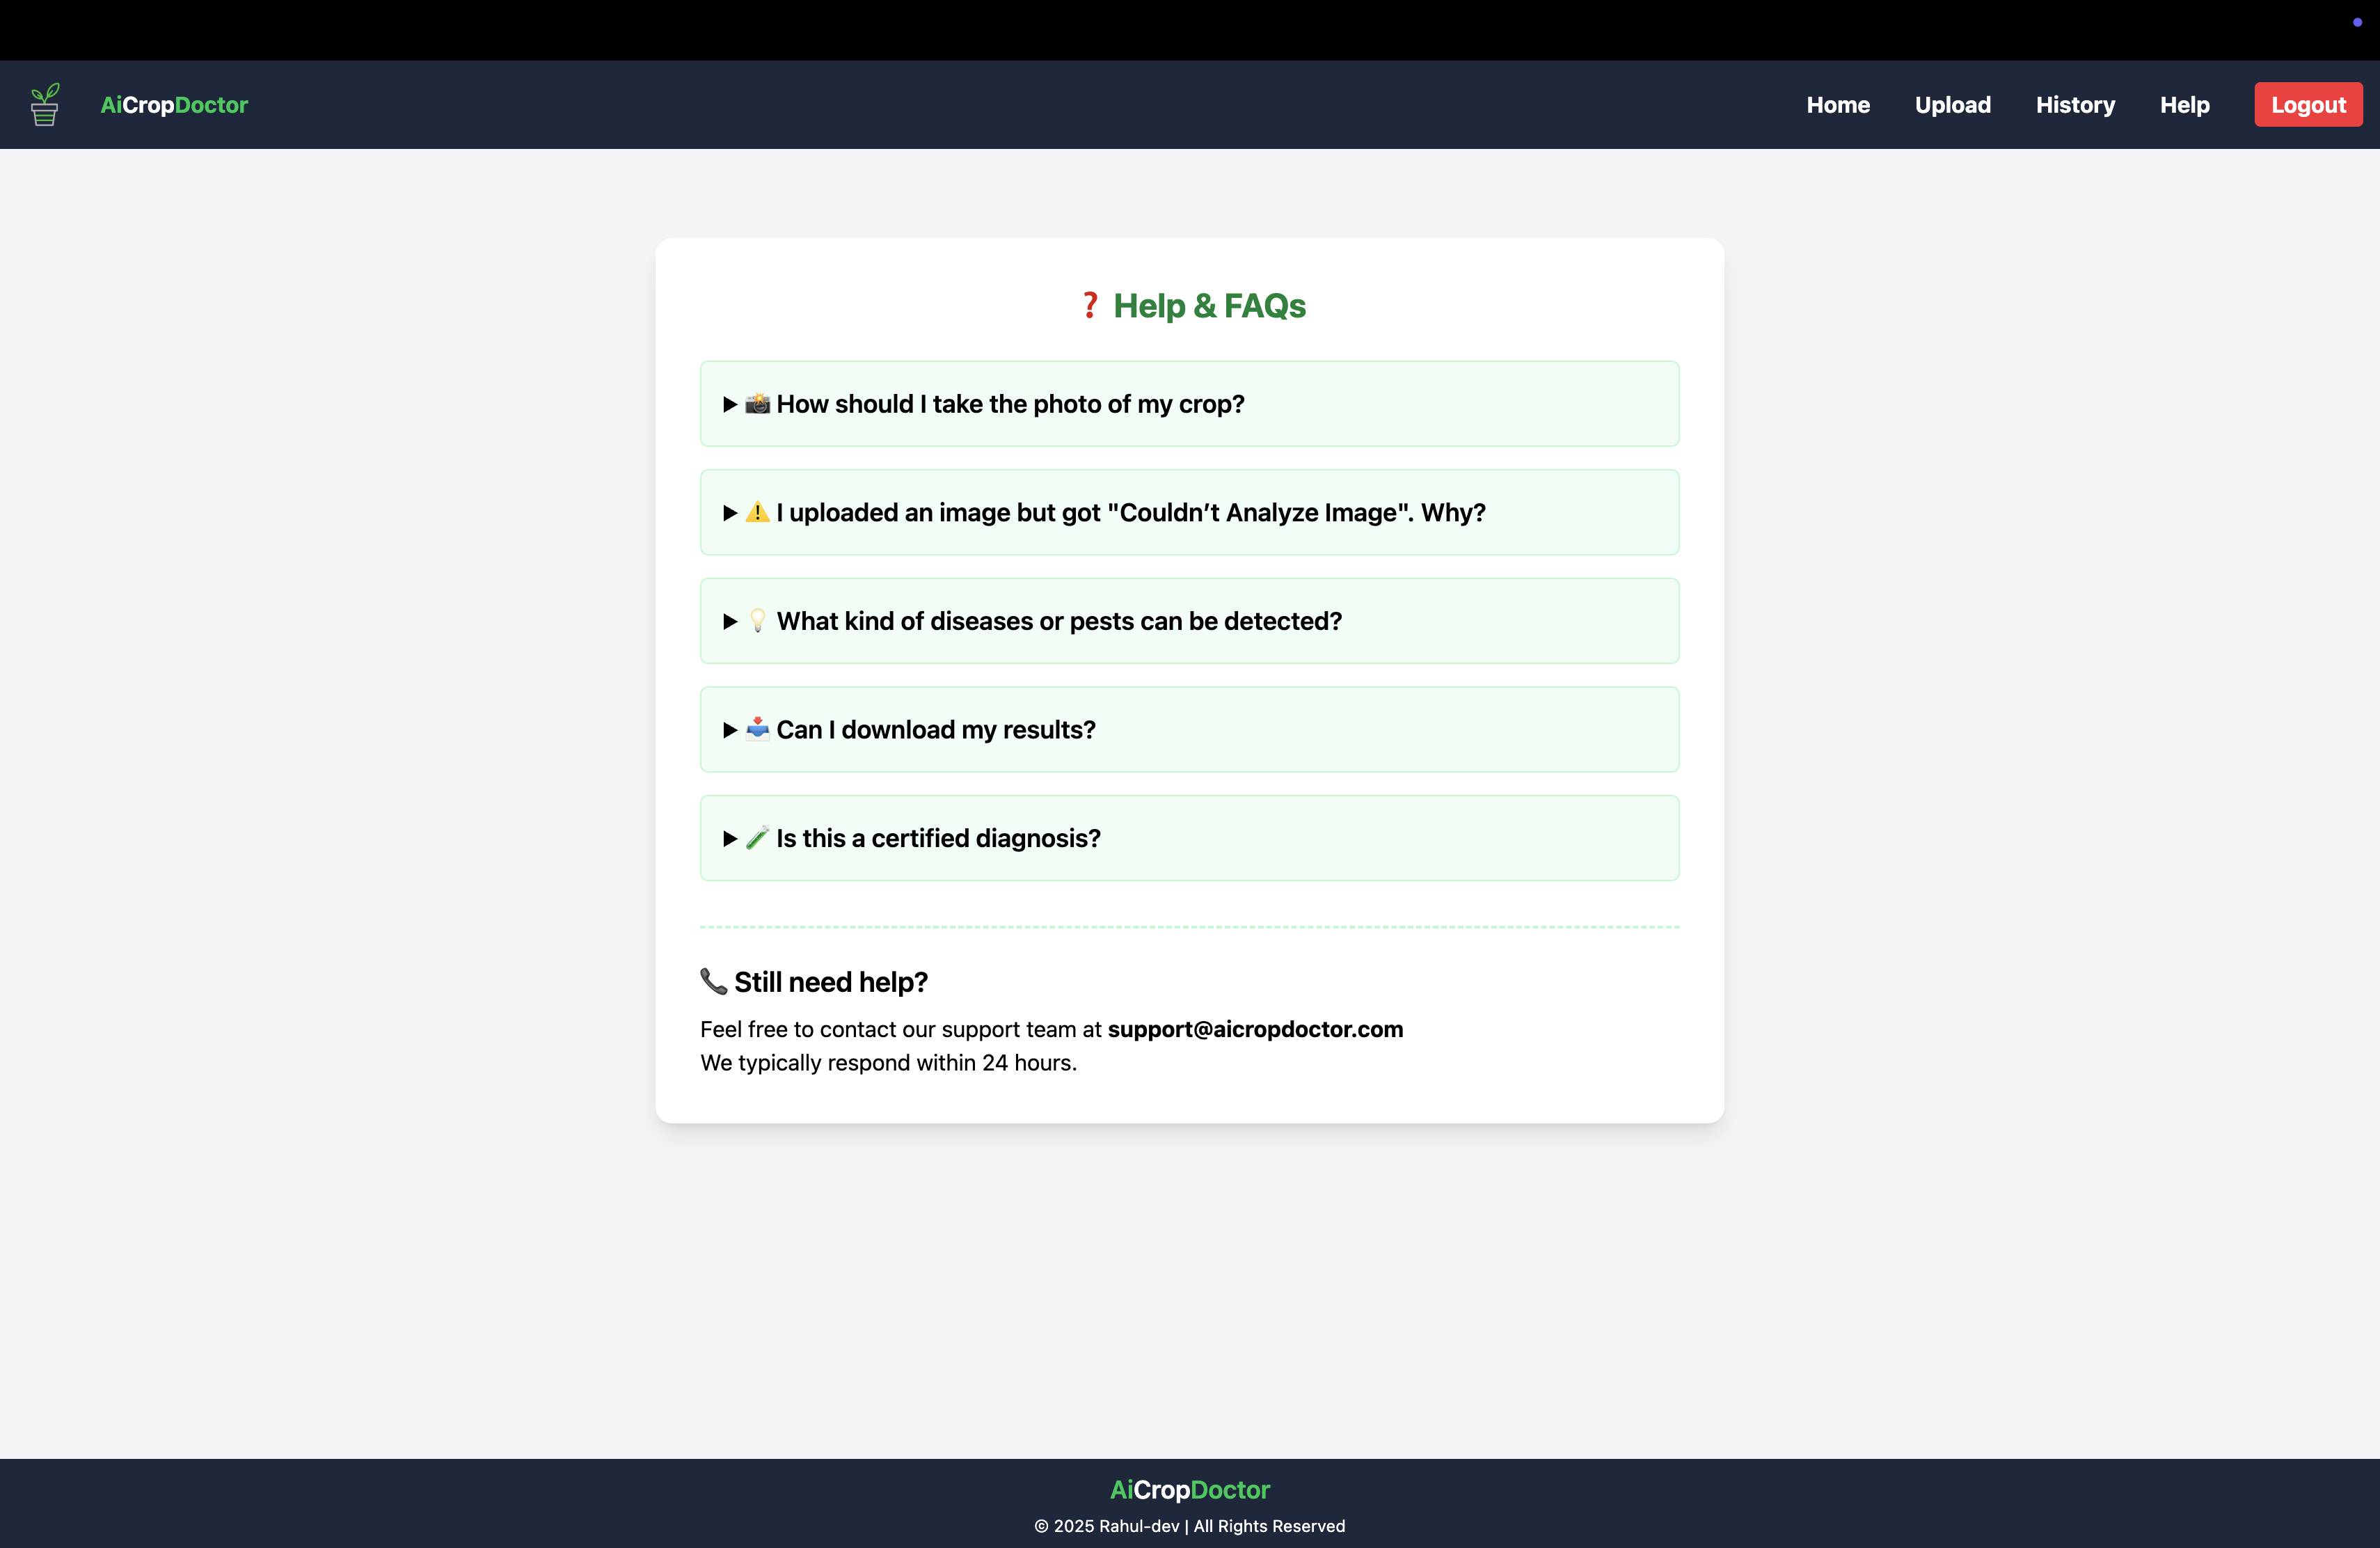 AiCropDoctor
Home Upload History Help Logout
❓ Help & FAQs
▶ 📸 How should I take the photo of my crop?
▶ ⚠️ I uploaded an image but got "Couldn’t Analyze Image". Why?
▶ 💡 What kind of diseases or pests can be detected?
▶ 📥 Can I download my results?
▶ 🧪 Is this a certified diagnosis?
📞 Still need help?
Feel free to contact our support team at support@aicropdoctor.com
We typically respond within 24 hours.
AiCropDoctor
© 2025 Rahul-dev | All Rights Reserved